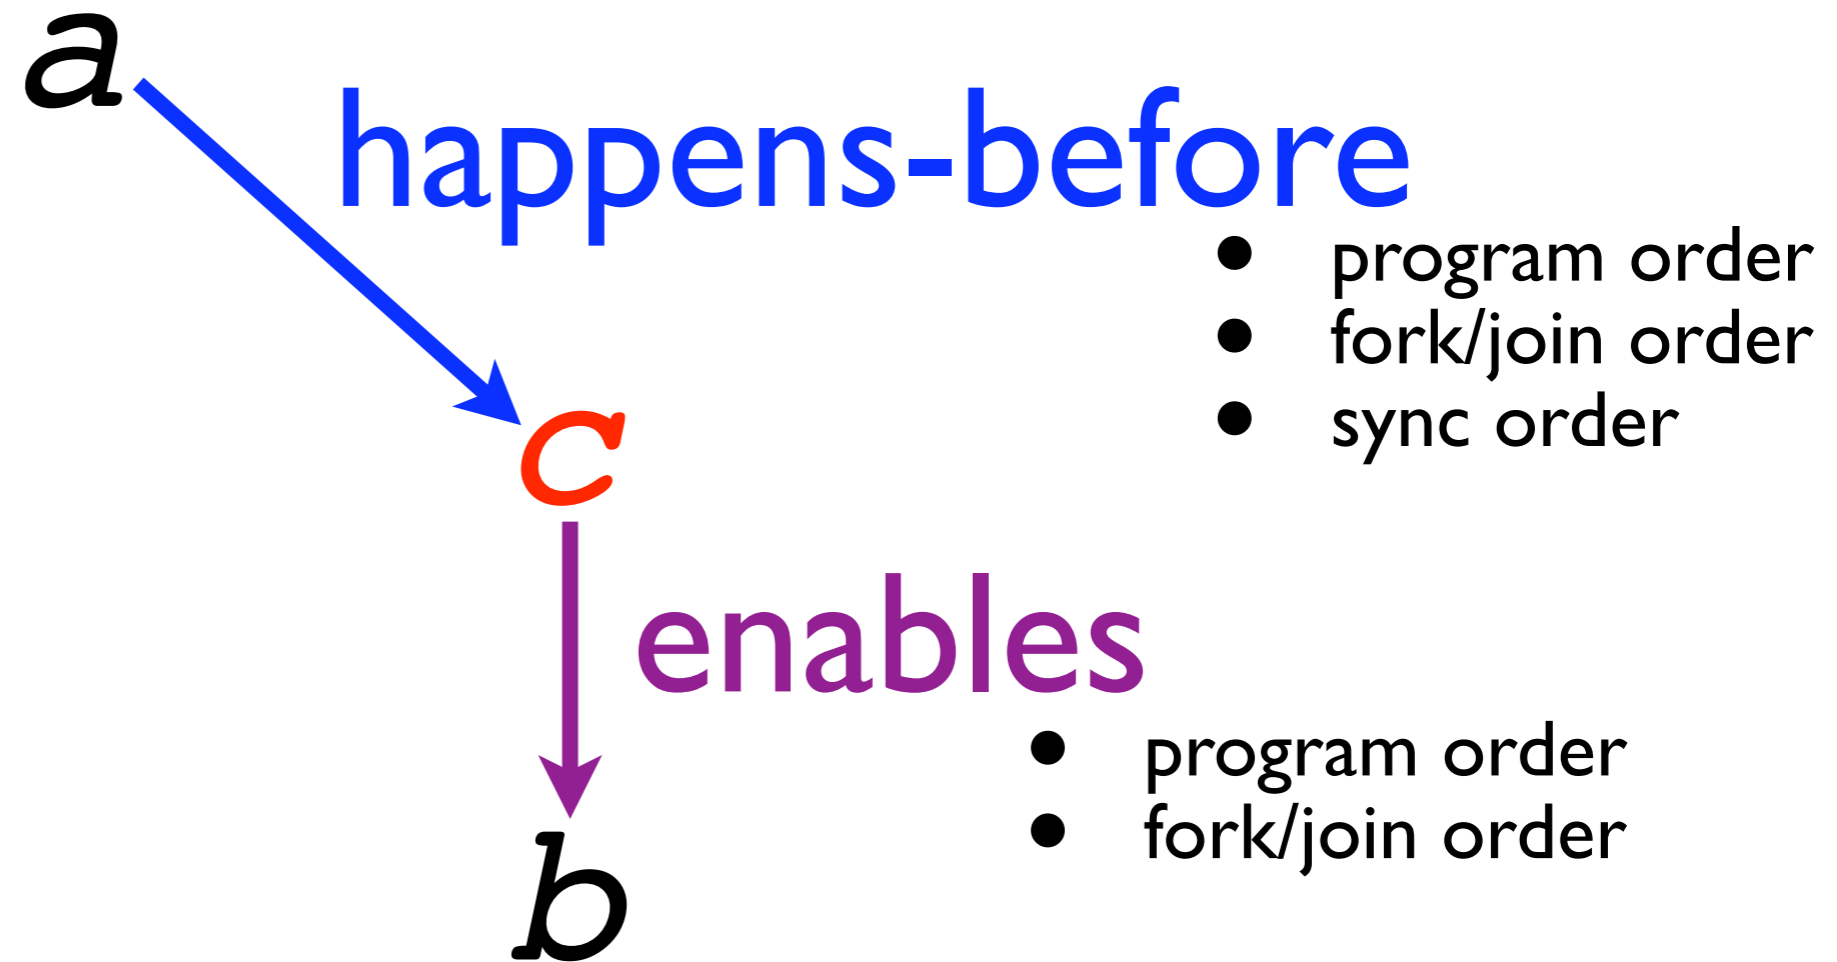 a
happens-before
• program order
• fork/join order
• sync order
c
enables
• program order
• fork/join order
b